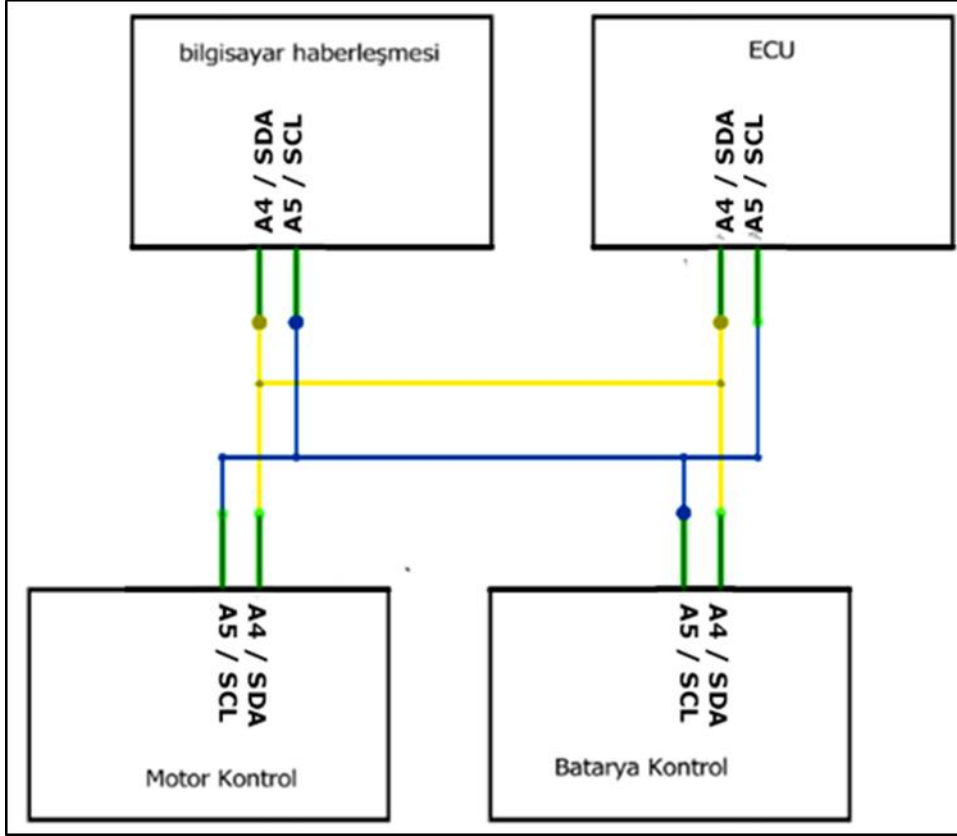 bilgisayar haberleşmesi
A4 / SDA
A5 / SCL
ECU
A4 / SDA
A5 / SCL
A5 / SCL
A4 / SDA
Motor Kontrol
A5 / SCL
A4 / SDA
Batarya Kontrol